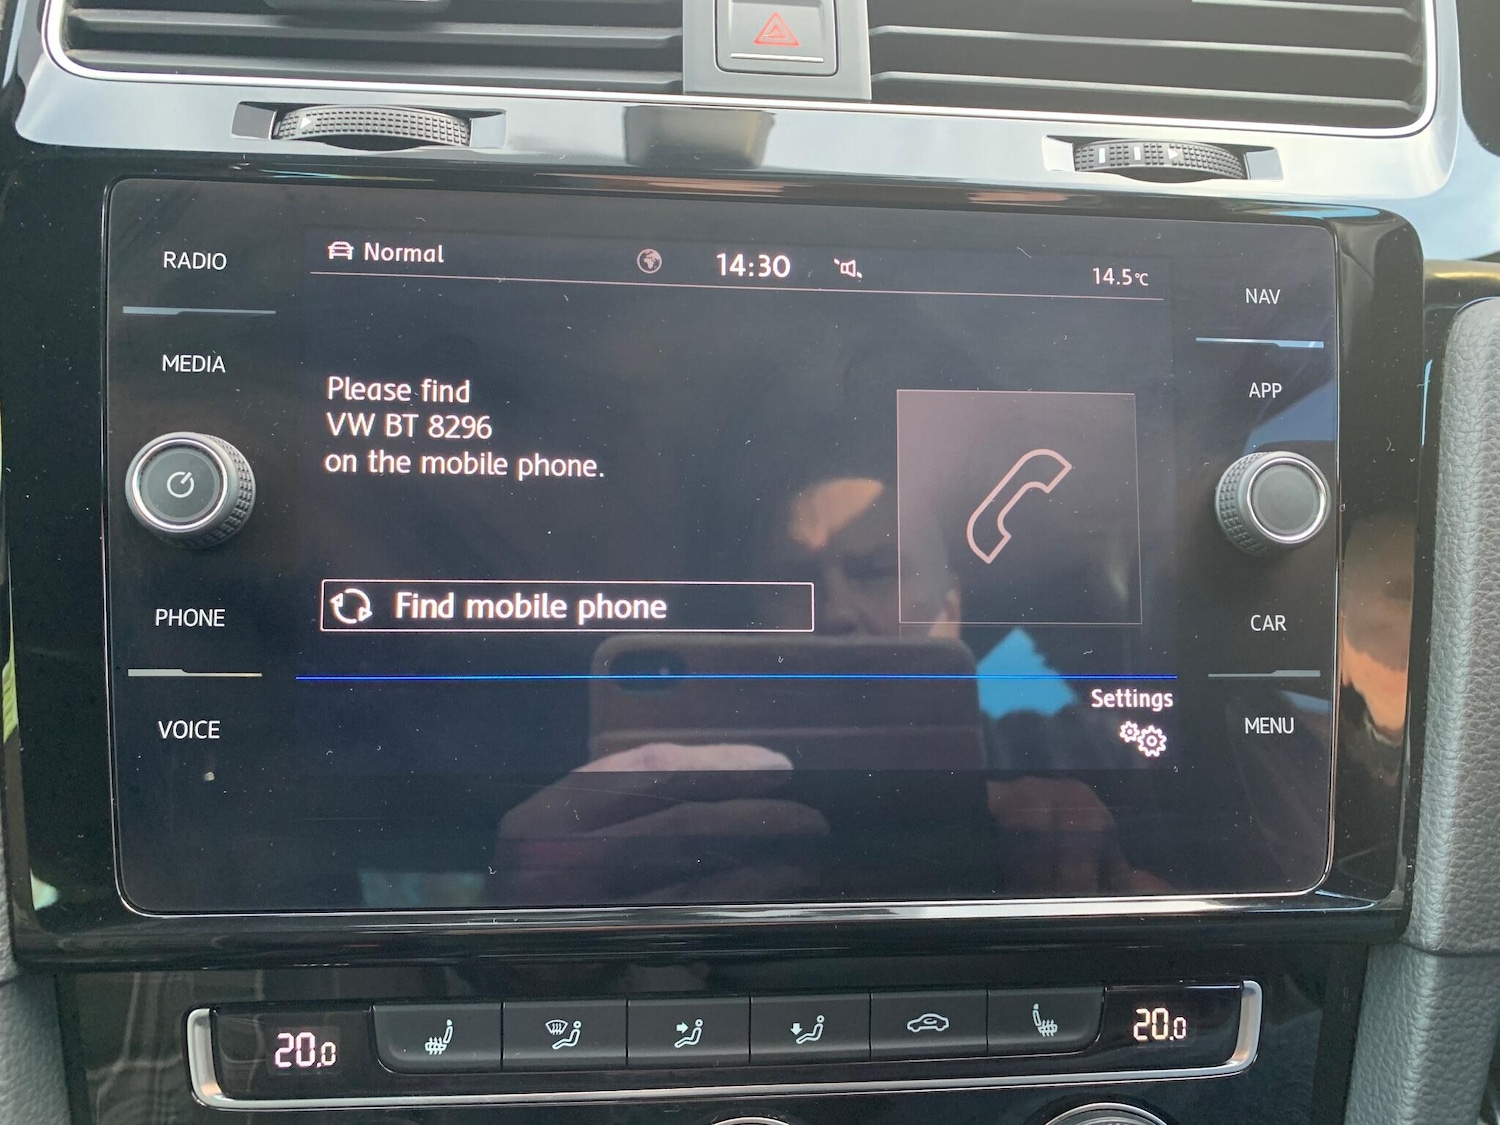 RADIO
MEDIA
PHONE
VOICE
Normal
14:30
14.5°C
Please find
VW BT 8296
on the mobile phone.
Find mobile phone
Settings
NAV
APP
CAR
MENU
20.0
20.0